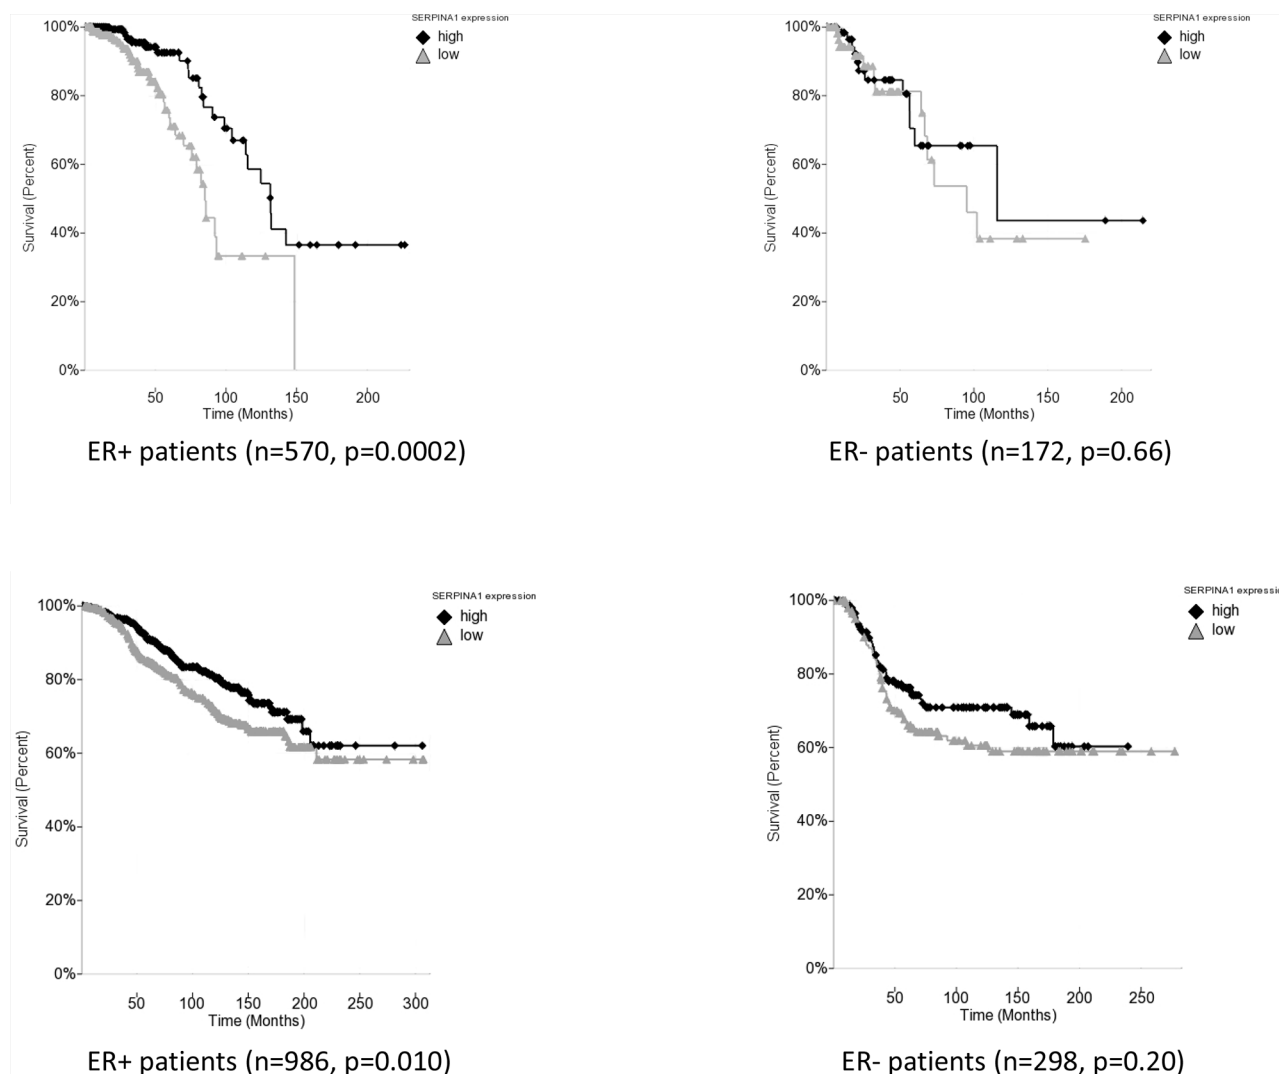 SERPINA1 expression
high
low
100%
80%
60%
40%
20%
0%
Survival (Percent)
50 100 150 200
Time (Months)
ER+ patients (n=570, p=0.0002)
SERPINA1 expression
high
low
100%
80%
60%
40%
20%
0%
Survival (Percent)
50 100 150 200
Time (Months)
ER- patients (n=172, p=0.66)
SERPINA1 expression
high
low
100%
80%
60%
40%
20%
0%
Survival (Percent)
50 100 150 200 250 300
Time (Months)
ER+ patients (n=986, p=0.010)
SERPINA1 expression
high
low
100%
80%
60%
40%
20%
0%
Survival (Percent)
50 100 150 200 250
Time (Months)
ER- patients (n=298, p=0.20)